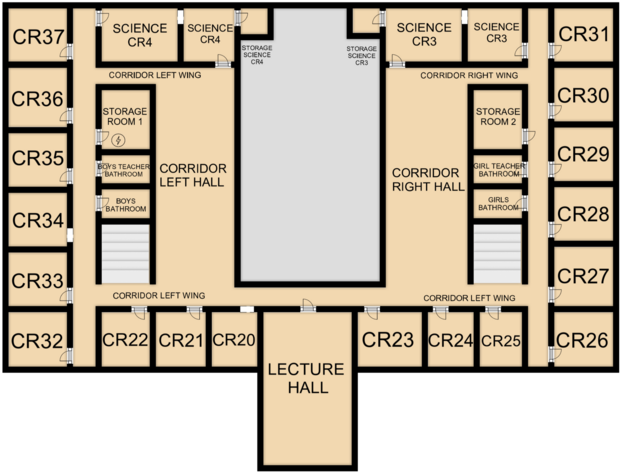 CR37
SCIENCE
CR4
SCIENCE
CR4
STORAGE
SCIENCE
CR4
STORAGE
SCIENCE
CR3
SCIENCE
CR3
SCIENCE
CR3
CR31
CORRIDOR LEFT WING
CORRIDOR RIGHT WING
CR36
STORAGE
ROOM 1
STORAGE
ROOM 2
CR30
CR35
BOYS TEACHER
BATHROOM
CORRIDOR
LEFT HALL
CORRIDOR
RIGHT HALL
GIRL TEACHER
BATHROOM
CR29
CR34
BOYS
BATHROOM
GIRLS
BATHROOM
CR28
CR33
CORRIDOR LEFT WING
CORRIDOR LEFT WING
CR27
CR32
CR22
CR21
CR20
LECTURE
HALL
CR23
CR24
CR25
CR26